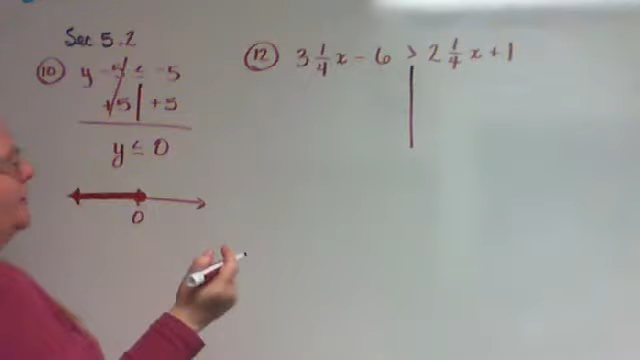 Sec 5.2
10 y - 5 ≤ -5
+5 | +5
y ≤ 0
0
12 3 1/4 x - 6 > 2 1/4 x + 1